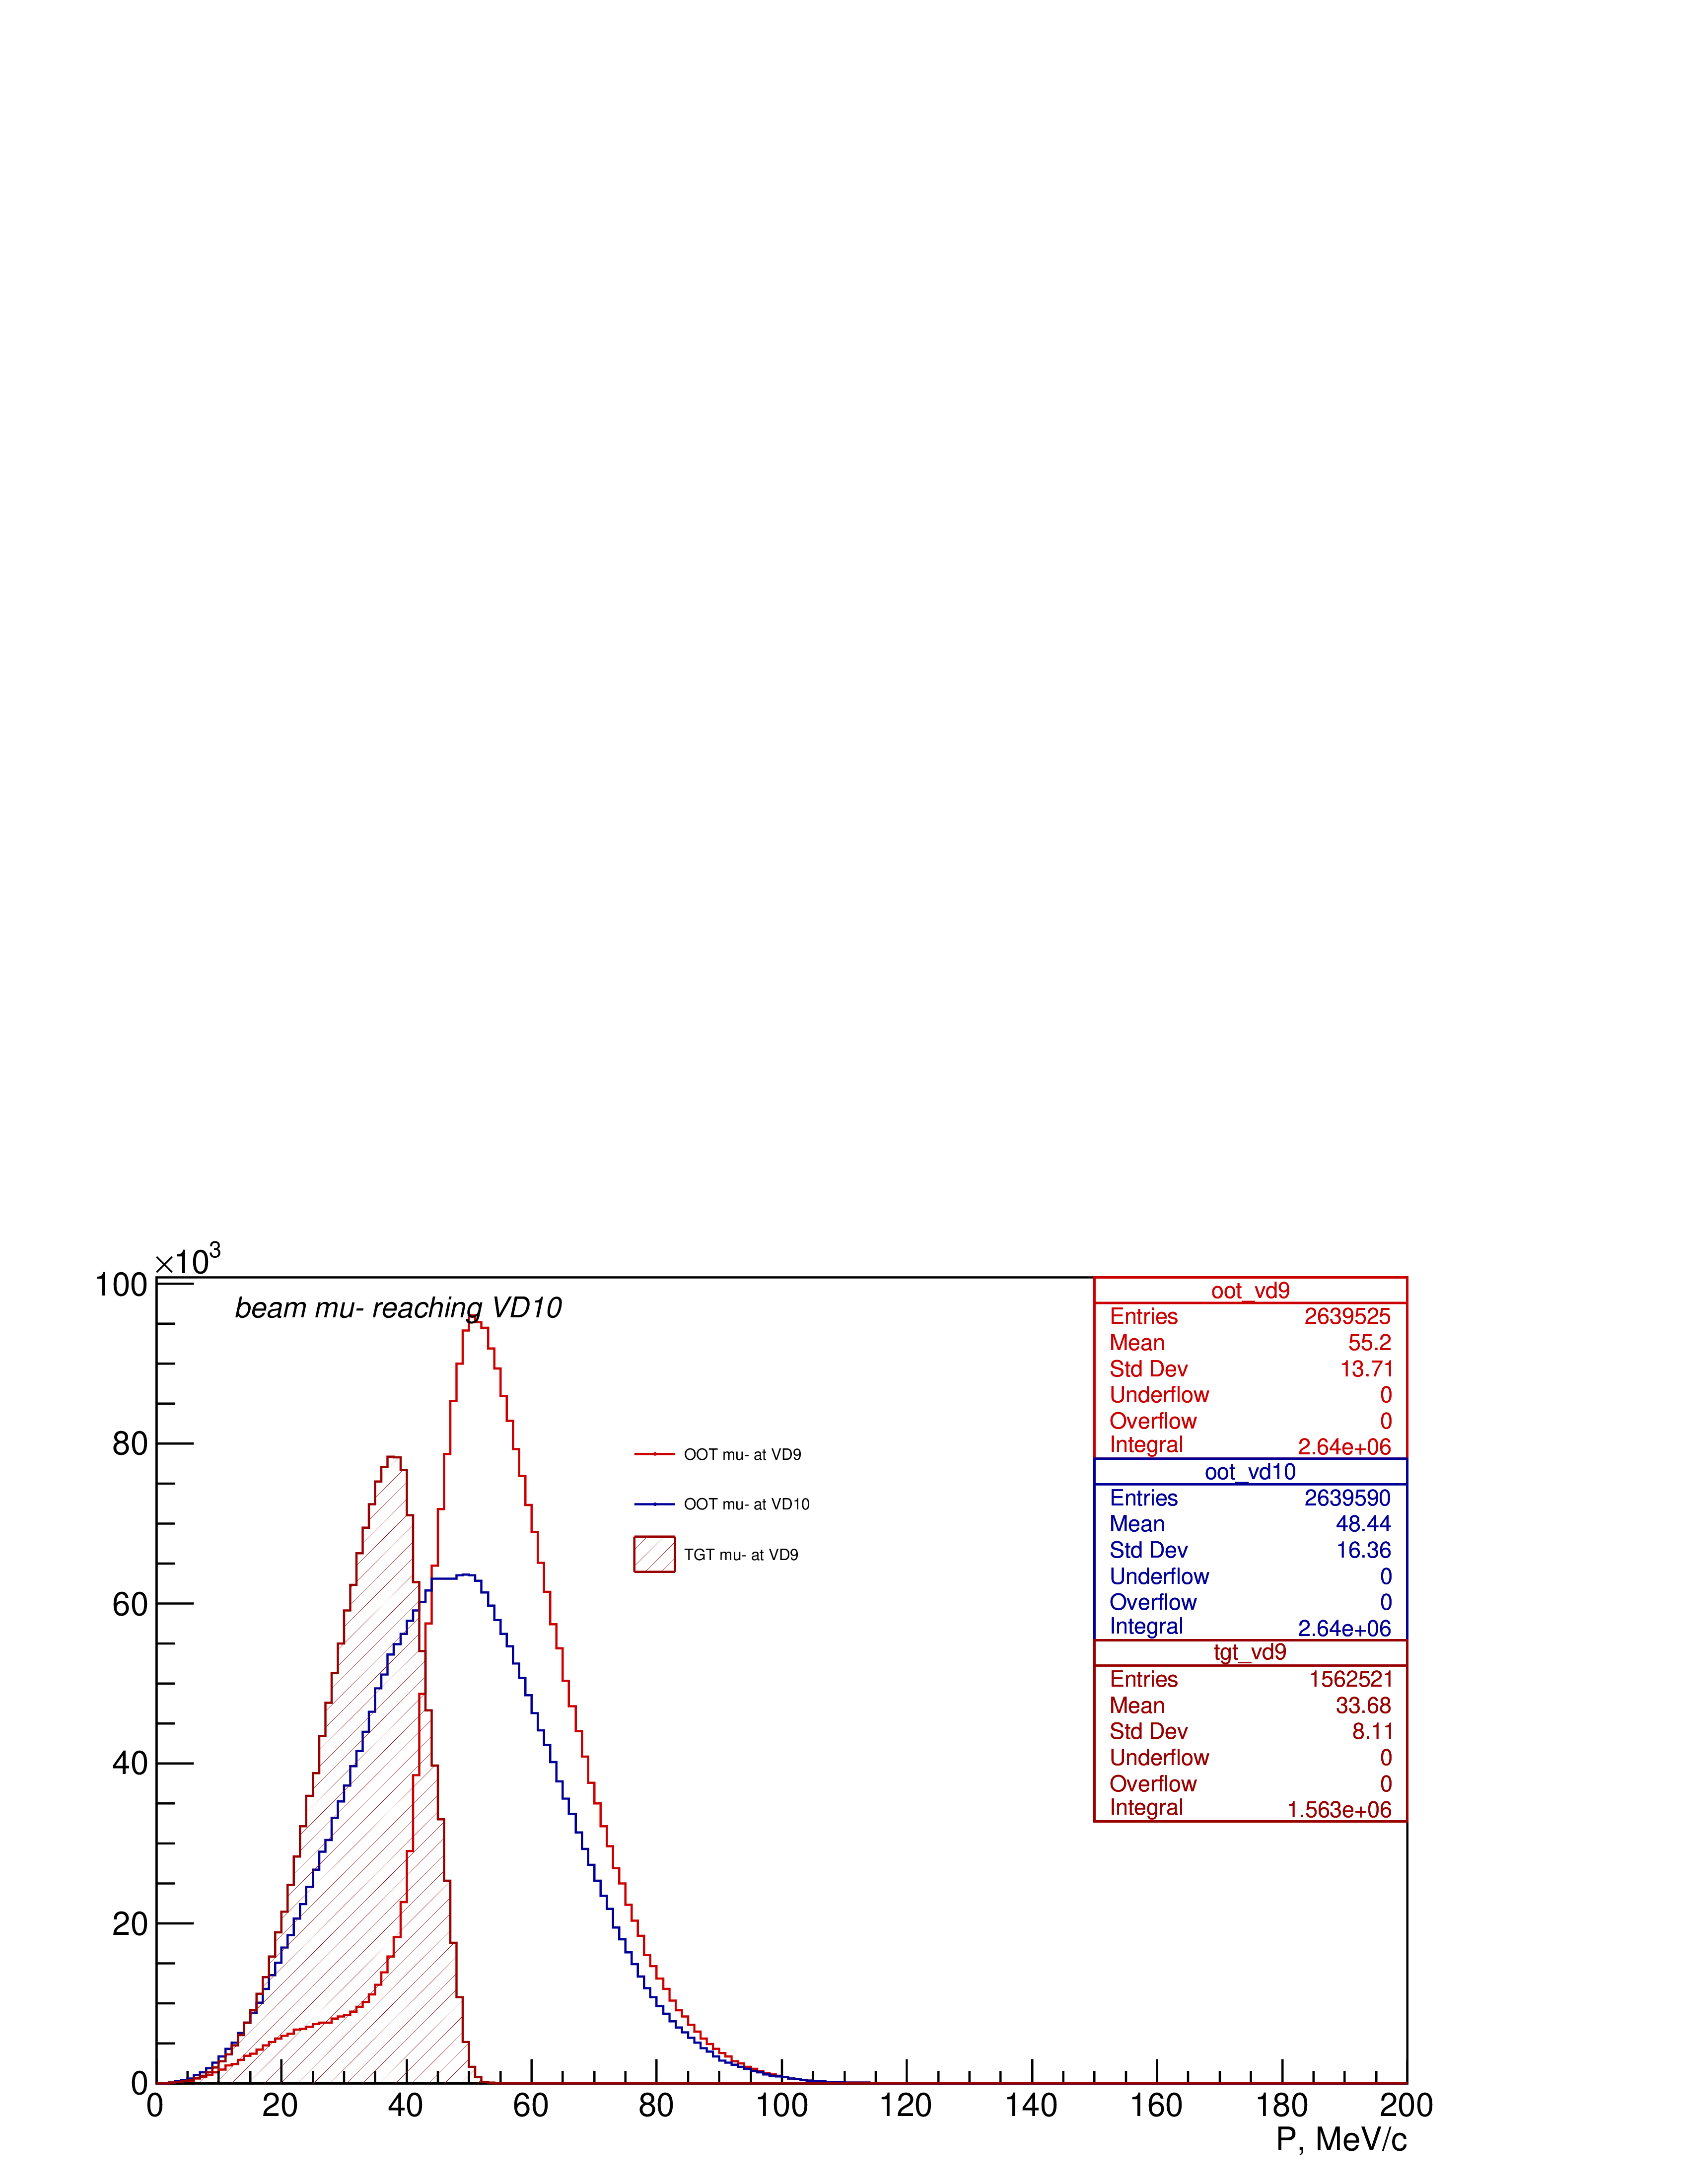 ×10³
100
80
60
40
20
0
beam mu- reaching VD10
OOT mu- at VD9
OOT mu- at VD10
TGT mu- at VD9
oot_vd9
Entries 2639525
Mean 55.2
Std Dev 13.71
Underflow 0
Overflow 0
Integral 2.64e+06
oot_vd10
Entries 2639590
Mean 48.44
Std Dev 16.36
Underflow 0
Overflow 0
Integral 2.64e+06
tgt_vd9
Entries 1562521
Mean 33.68
Std Dev 8.11
Underflow 0
Overflow 0
Integral 1.563e+06
0 20 40 60 80 100 120 140 160 180 200
P, MeV/c